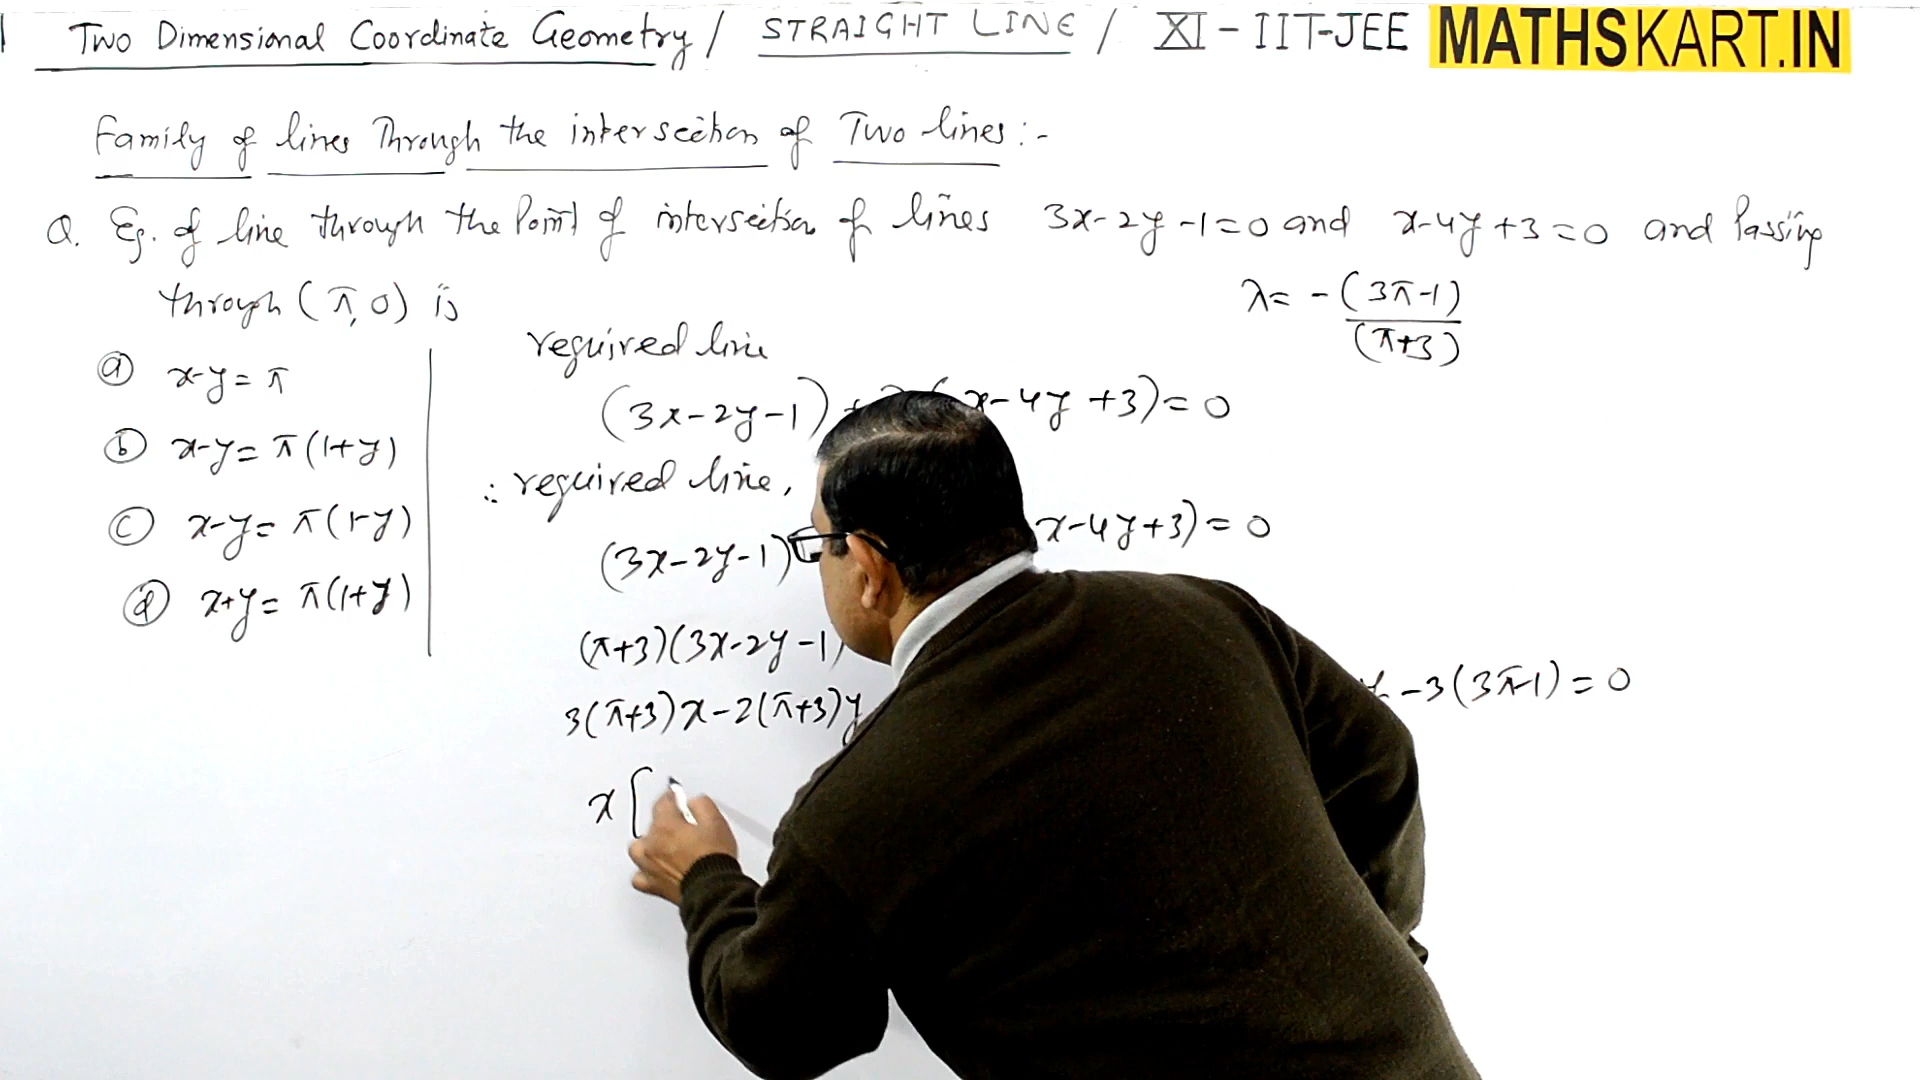 Two Dimensional Coordinate Geometry / STRAIGHT LINE / XI - IIT-JEE MATHSKART.IN
Family of lines Through the intersection of Two lines :-
Q. Eq. of line through the Point of intersection of lines 3x-2y-1=0 and x-4y+3=0 and Passing
through (π, 0) is
λ = -(3π-1)/(π+3)
(a) x-y = π
(b) x-y = π(1+y)
(c) x-y = π(1-y)
(d) x+y = π(1+y)
required line
(3x-2y-1) + x-4y+3) = 0
∴ required line,
(3x-2y-1) x-4y+3) = 0
(π+3)(3x-2y-1)
3(π+3)x-2(π+3)y -3(3π-1) = 0
x[